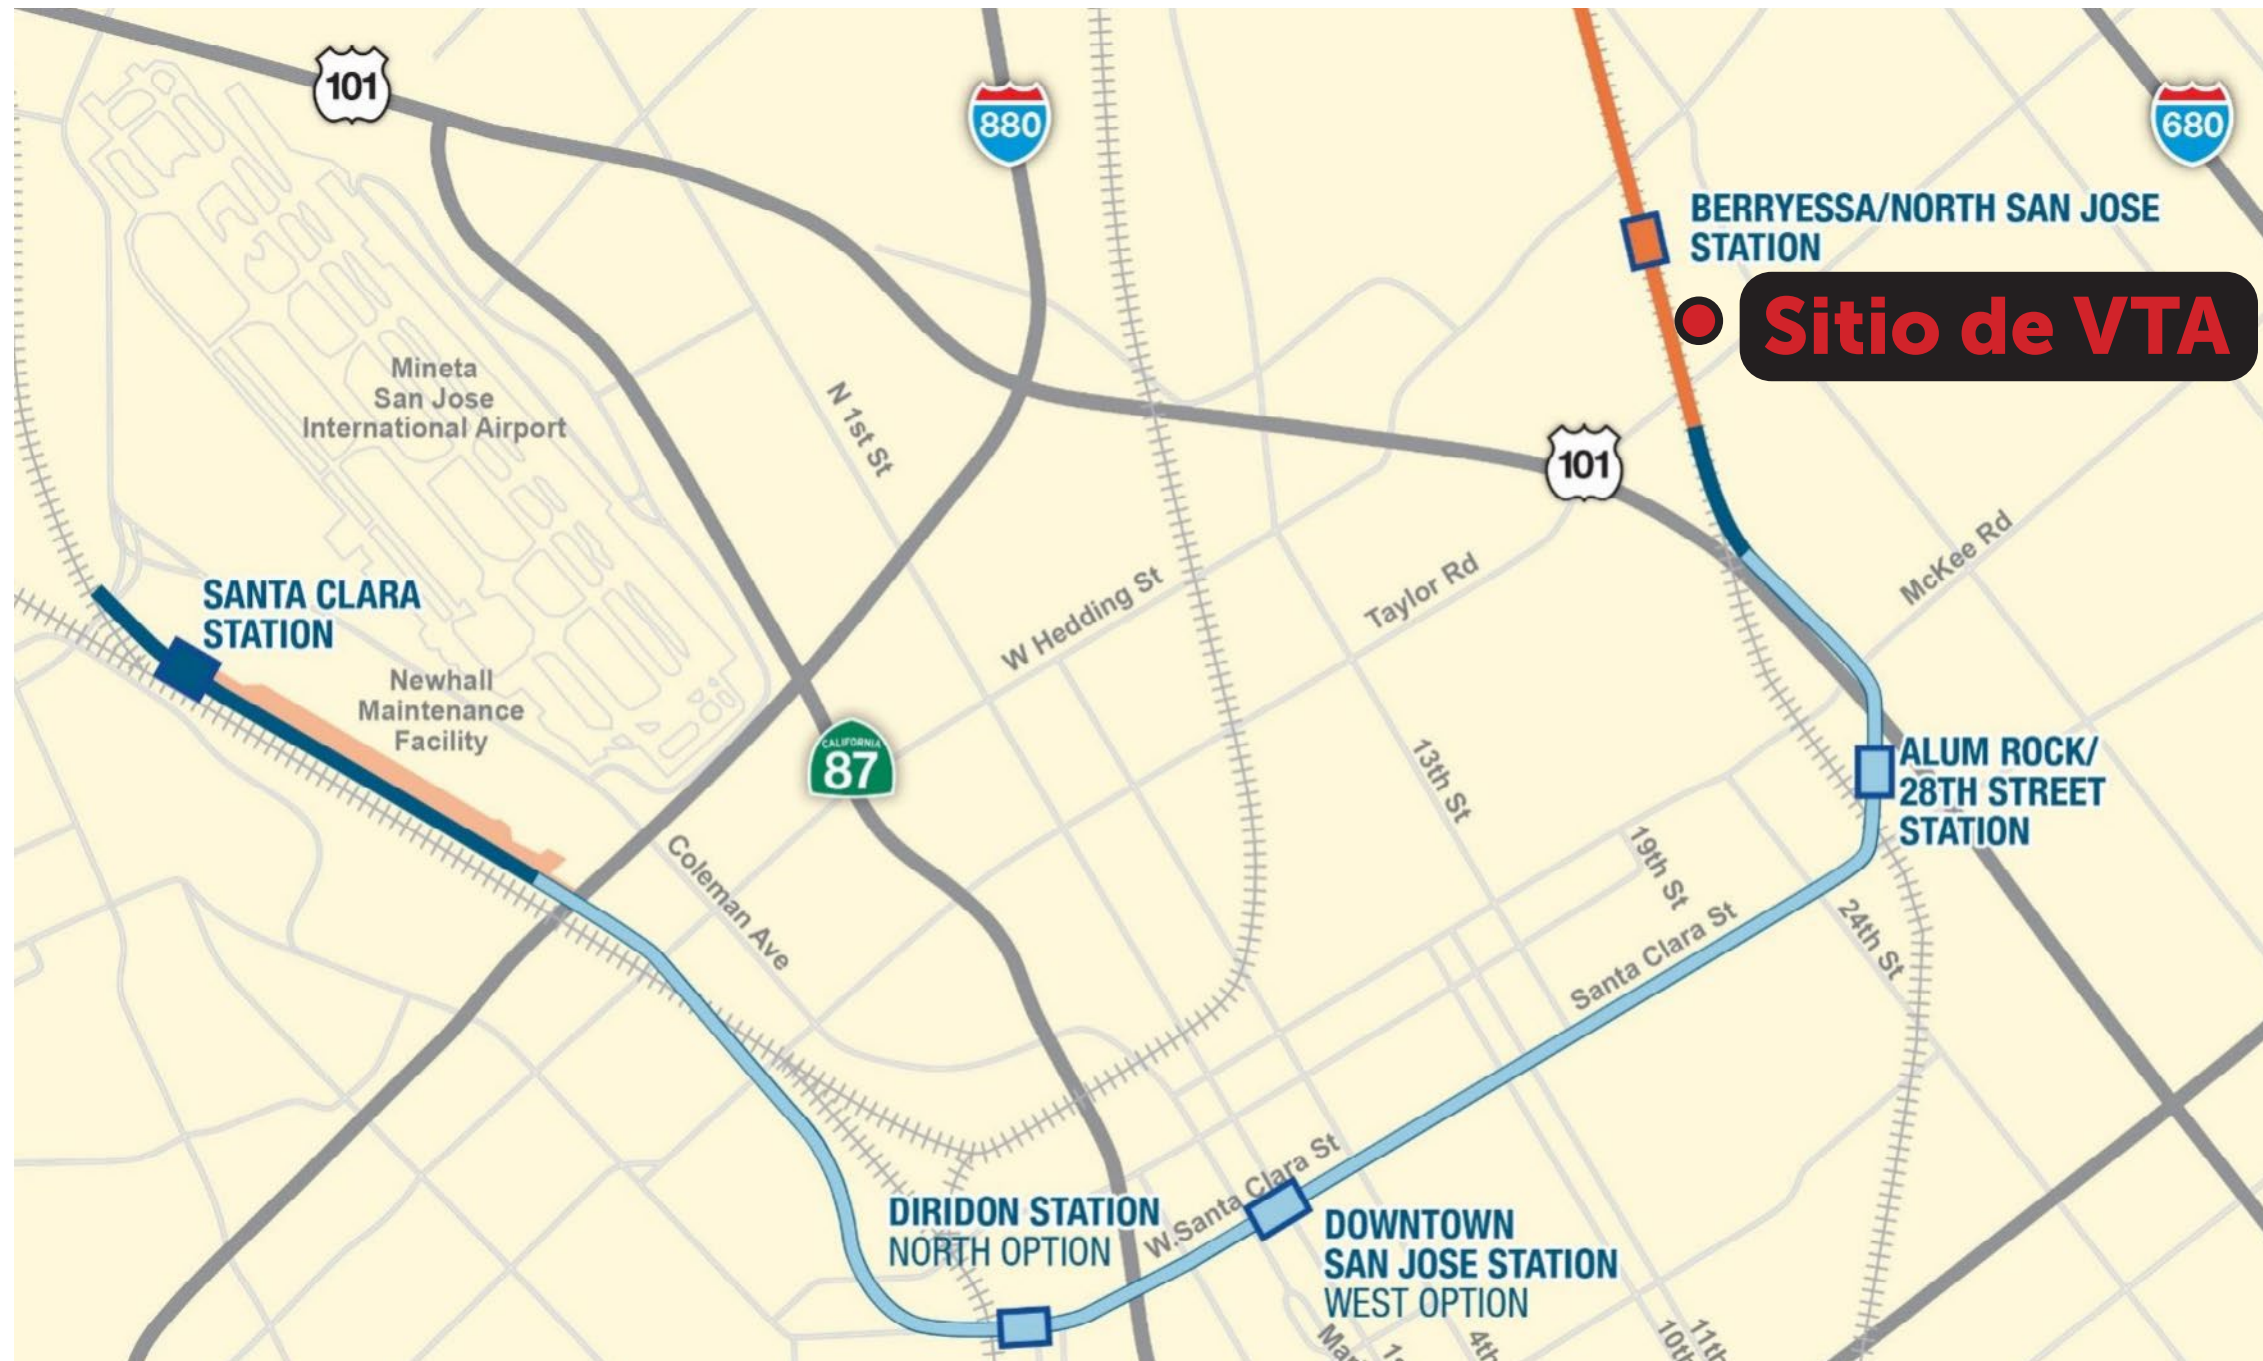 101
880
680
BERRYESSA/NORTH SAN JOSE
STATION
Sitio de VTA
Mineta
San Jose
International Airport
N 1st St
101
McKee Rd
SANTA CLARA
STATION
W Hedding St
Taylor Rd
Newhall
Maintenance
Facility
CALIFORNIA
87
13th St
ALUM ROCK/
28TH STREET
STATION
Coleman Ave
19th St
Santa Clara St
24th St
W.Santa Clara St
DIRIDON STATION
NORTH OPTION
DOWNTOWN
SAN JOSE STATION
WEST OPTION
4th
10th
11th